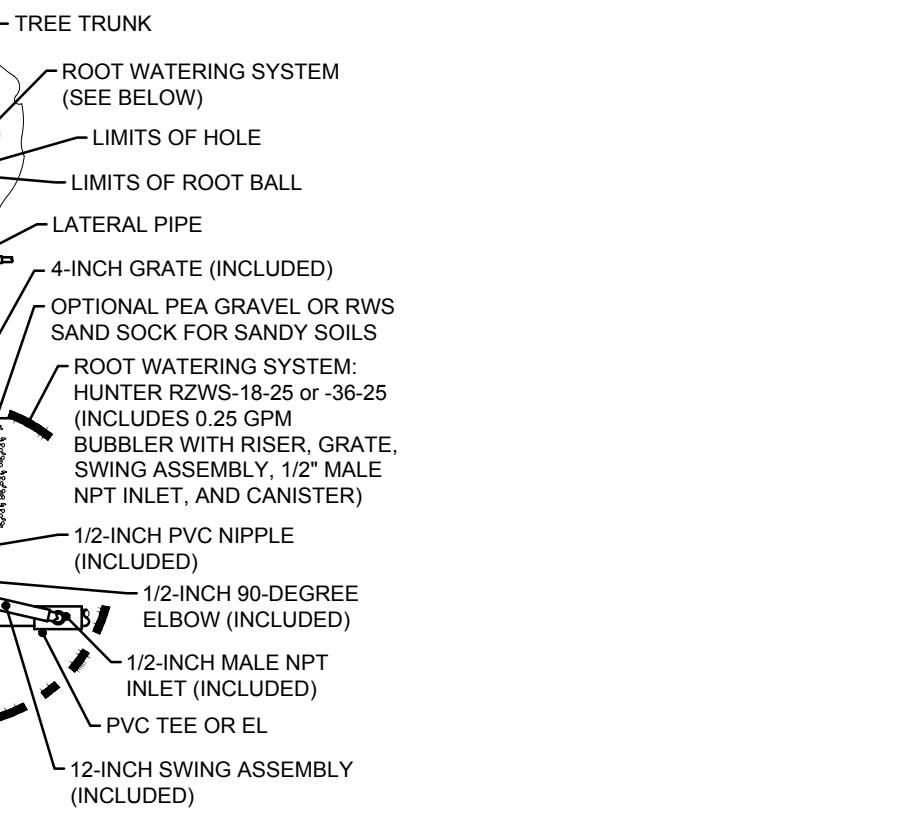 TREE TRUNK
ROOT WATERING SYSTEM
(SEE BELOW)
LIMITS OF HOLE
LIMITS OF ROOT BALL
LATERAL PIPE
4-INCH GRATE (INCLUDED)
OPTIONAL PEA GRAVEL OR RWS
SAND SOCK FOR SANDY SOILS
ROOT WATERING SYSTEM:
HUNTER RZWS-18-25 or -36-25
(INCLUDES 0.25 GPM
BUBBLER WITH RISER, GRATE,
SWING ASSEMBLY, 1/2" MALE
NPT INLET, AND CANISTER)
1/2-INCH PVC NIPPLE
(INCLUDED)
1/2-INCH 90-DEGREE
ELBOW (INCLUDED)
1/2-INCH MALE NPT
INLET (INCLUDED)
PVC TEE OR EL
12-INCH SWING ASSEMBLY
(INCLUDED)